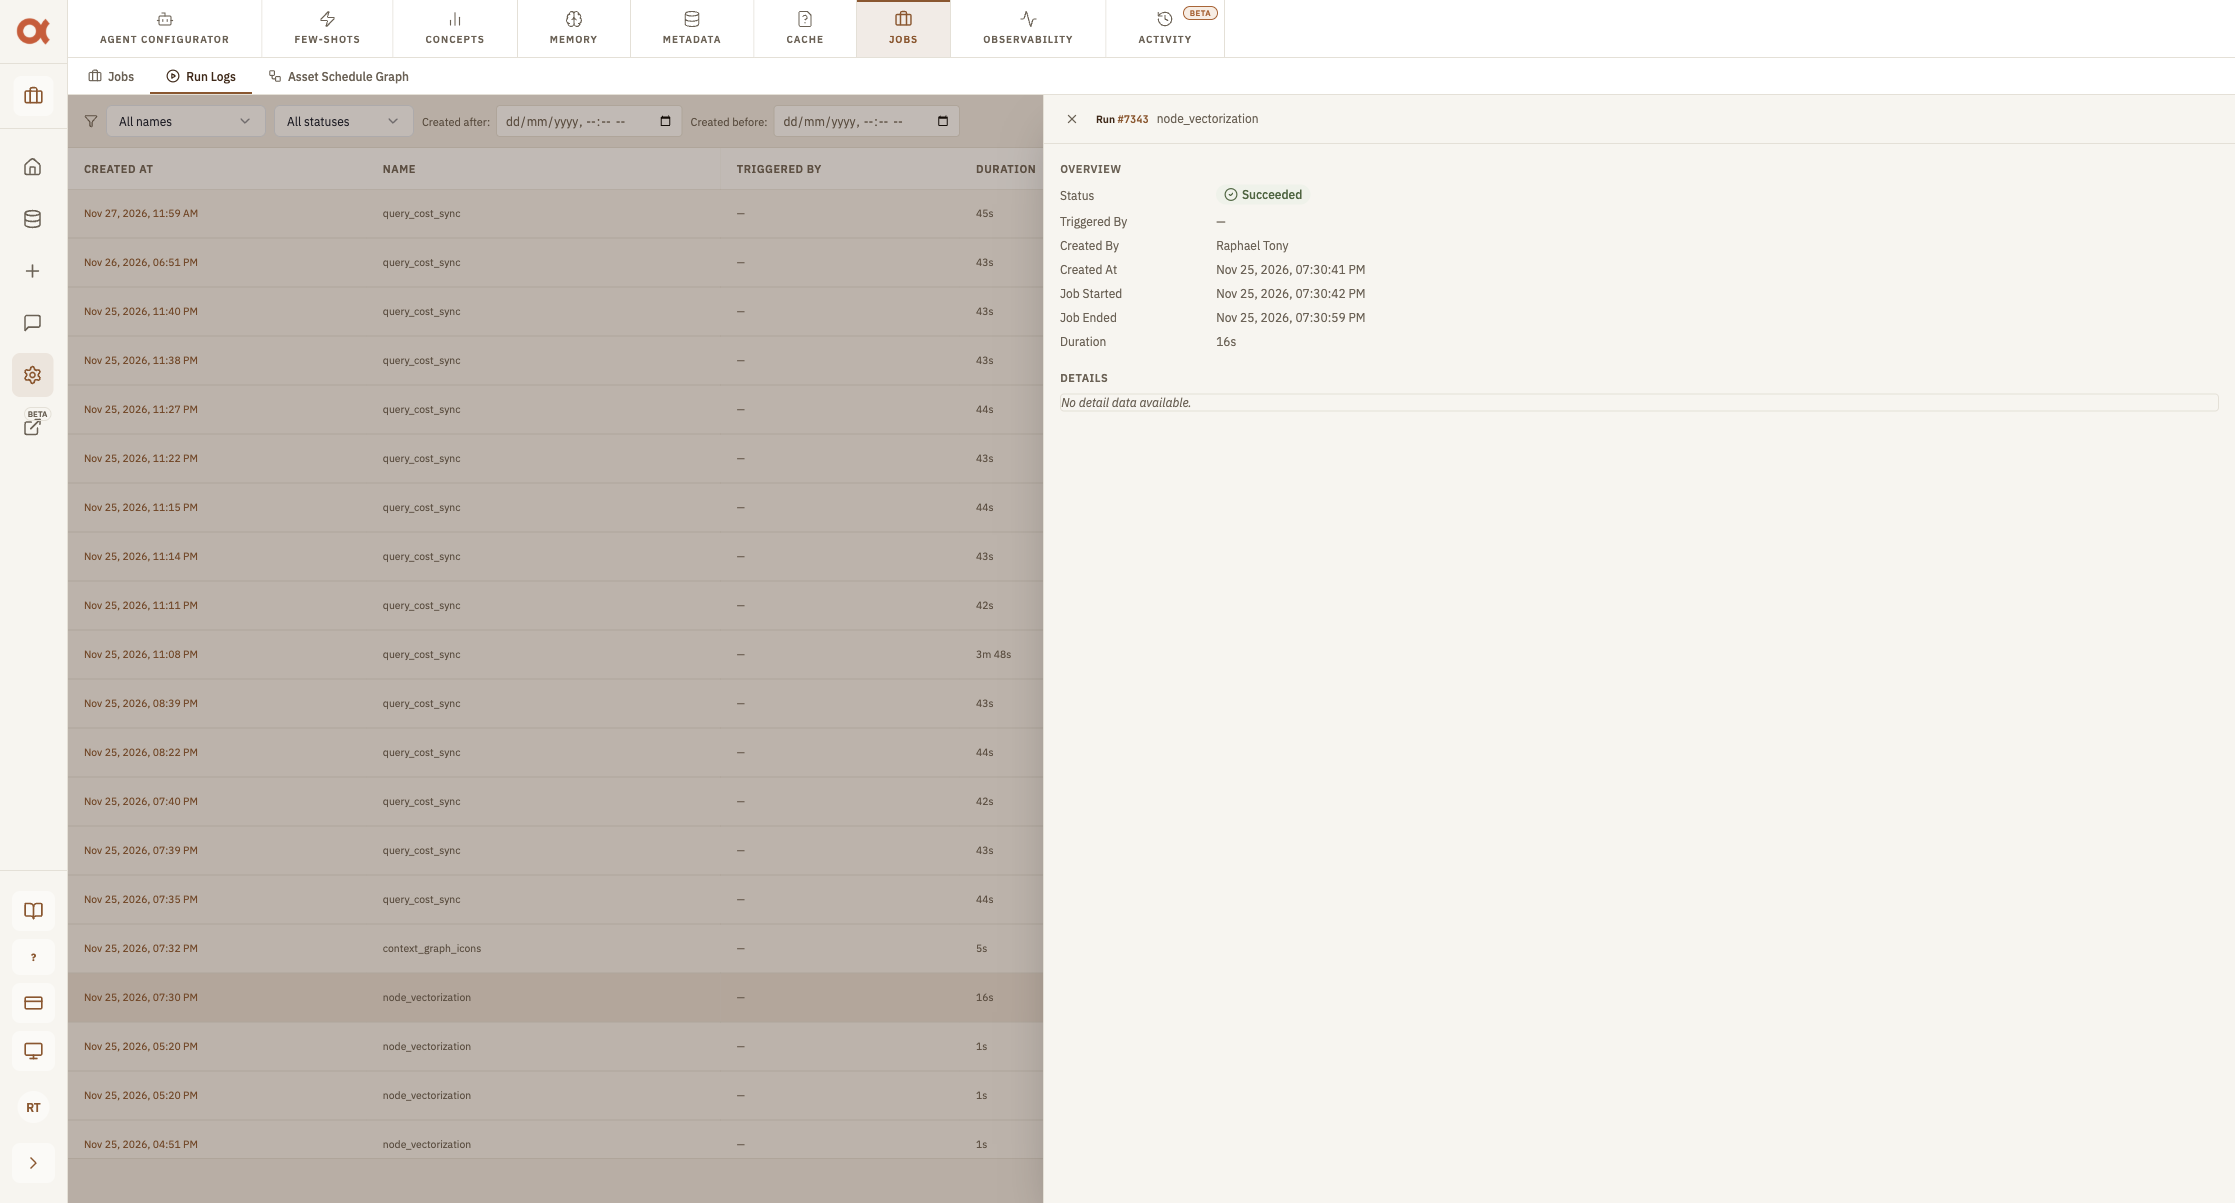 AGENT CONFIGURATOR
FEW-SHOTS
CONCEPTS
MEMORY
METADATA
CACHE
JOBS
OBSERVABILITY
BETA
ACTIVITY
Jobs
Run Logs
Asset Schedule Graph
All names
All statuses
Created after:
dd/mm/yyyy, --:-- --
Created before:
dd/mm/yyyy, --:-- --
CREATED AT NAME TRIGGERED BY DURATION
Nov 27, 2026, 11:59 AM query_cost_sync — 45s
Nov 26, 2026, 06:51 PM query_cost_sync — 43s
Nov 25, 2026, 11:40 PM query_cost_sync — 43s
Nov 25, 2026, 11:38 PM query_cost_sync — 43s
Nov 25, 2026, 11:27 PM query_cost_sync — 44s
Nov 25, 2026, 11:22 PM query_cost_sync — 43s
Nov 25, 2026, 11:15 PM query_cost_sync — 44s
Nov 25, 2026, 11:14 PM query_cost_sync — 43s
Nov 25, 2026, 11:11 PM query_cost_sync — 42s
Nov 25, 2026, 11:08 PM query_cost_sync — 3m 48s
Nov 25, 2026, 08:39 PM query_cost_sync — 43s
Nov 25, 2026, 08:22 PM query_cost_sync — 44s
Nov 25, 2026, 07:40 PM query_cost_sync — 42s
Nov 25, 2026, 07:39 PM query_cost_sync — 43s
Nov 25, 2026, 07:35 PM query_cost_sync — 44s
Nov 25, 2026, 07:32 PM context_graph_icons — 5s
Nov 25, 2026, 07:30 PM node_vectorization — 16s
Nov 25, 2026, 05:20 PM node_vectorization — 1s
Nov 25, 2026, 05:20 PM node_vectorization — 1s
Nov 25, 2026, 04:51 PM node_vectorization — 1s
Run #7343 node_vectorization
OVERVIEW
Status Succeeded
Triggered By —
Created By Raphael Tony
Created At Nov 25, 2026, 07:30:41 PM
Job Started Nov 25, 2026, 07:30:42 PM
Job Ended Nov 25, 2026, 07:30:59 PM
Duration 16s
DETAILS
No detail data available.
BETA
?
RT